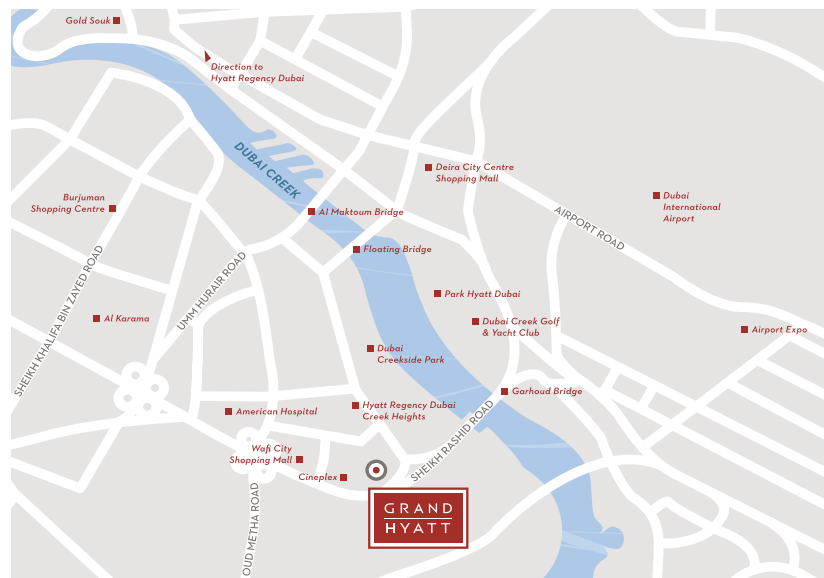 Gold Souk
Direction to
Hyatt Regency Dubai
DUBAI CREEK
Deira City Centre
Shopping Mall
Burjuman
Shopping Centre
Dubai
International
Airport
Al Maktoum Bridge
AIRPORT ROAD
Floating Bridge
UMM HURAIR ROAD
SHEIKH KHALIFA BIN ZAYED ROAD
Park Hyatt Dubai
Al Karama
Dubai Creek Golf
& Yacht Club
Airport Expo
Dubai
Creekside Park
Garhoud Bridge
Hyatt Regency Dubai
Creek Heights
American Hospital
SHEIKH RASHID ROAD
Wafi City
Shopping Mall
Cineplex
OUD METHA ROAD
GRAND
HYATT